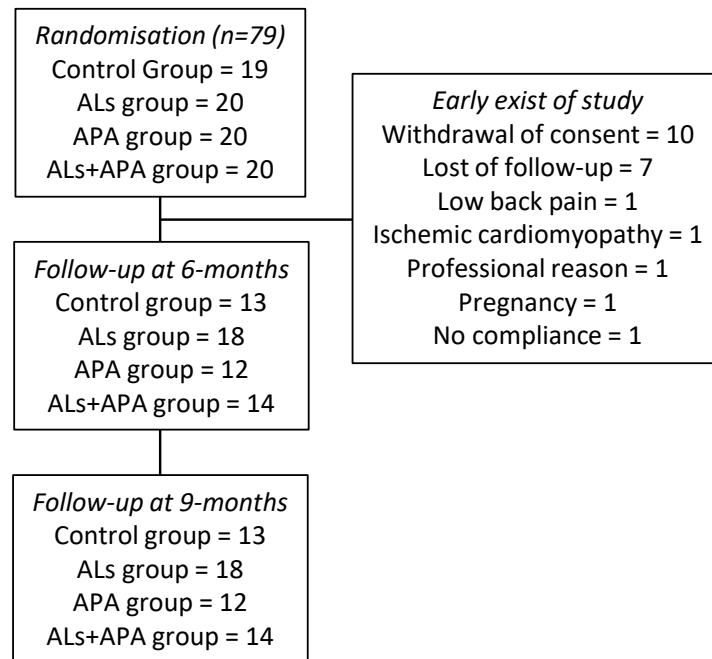 Randomisation (n=79)
Control Group = 19
ALs group = 20
APA group = 20
ALs+APA group = 20
Early exist of study
Withdrawal of consent = 10
Lost of follow-up = 7
Low back pain = 1
Ischemic cardiomyopathy = 1
Professional reason = 1
Pregnancy = 1
No compliance = 1
Follow-up at 6-months
Control group = 13
ALs group = 18
APA group = 12
ALs+APA group = 14
Follow-up at 9-months
Control group = 13
ALs group = 18
APA group = 12
ALs+APA group = 14